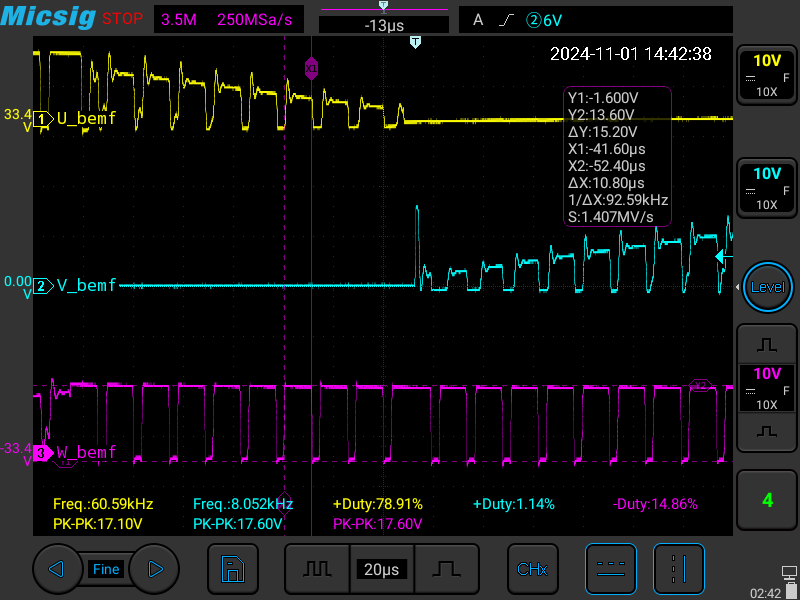 Micsig STOP 3.5M 250MSa/s -13µs A ②6V
T
2024-11-01 14:42:38
10V
F
10X
X1
33.4
V
1 U_bemf
Y1:-1.600V
Y2:13.60V
ΔY:15.20V
X1:-41.60µs
X2:-52.40µs
ΔX:10.80µs
1/ΔX:92.59kHz
S:1.407MV/s
10V
F
10X
0.00
V
2 V_bemf
Level
10V
F
10X
Y2
-33.4
V
3 W_bemf
Y1
Freq.:60.59kHz Freq.:8.052kHz +Duty:78.91% +Duty:1.14% -Duty:14.86%
PK-PK:17.10V PK-PK:17.60V PK-PK:17.60V
4
Fine 20µs CHx
02:42